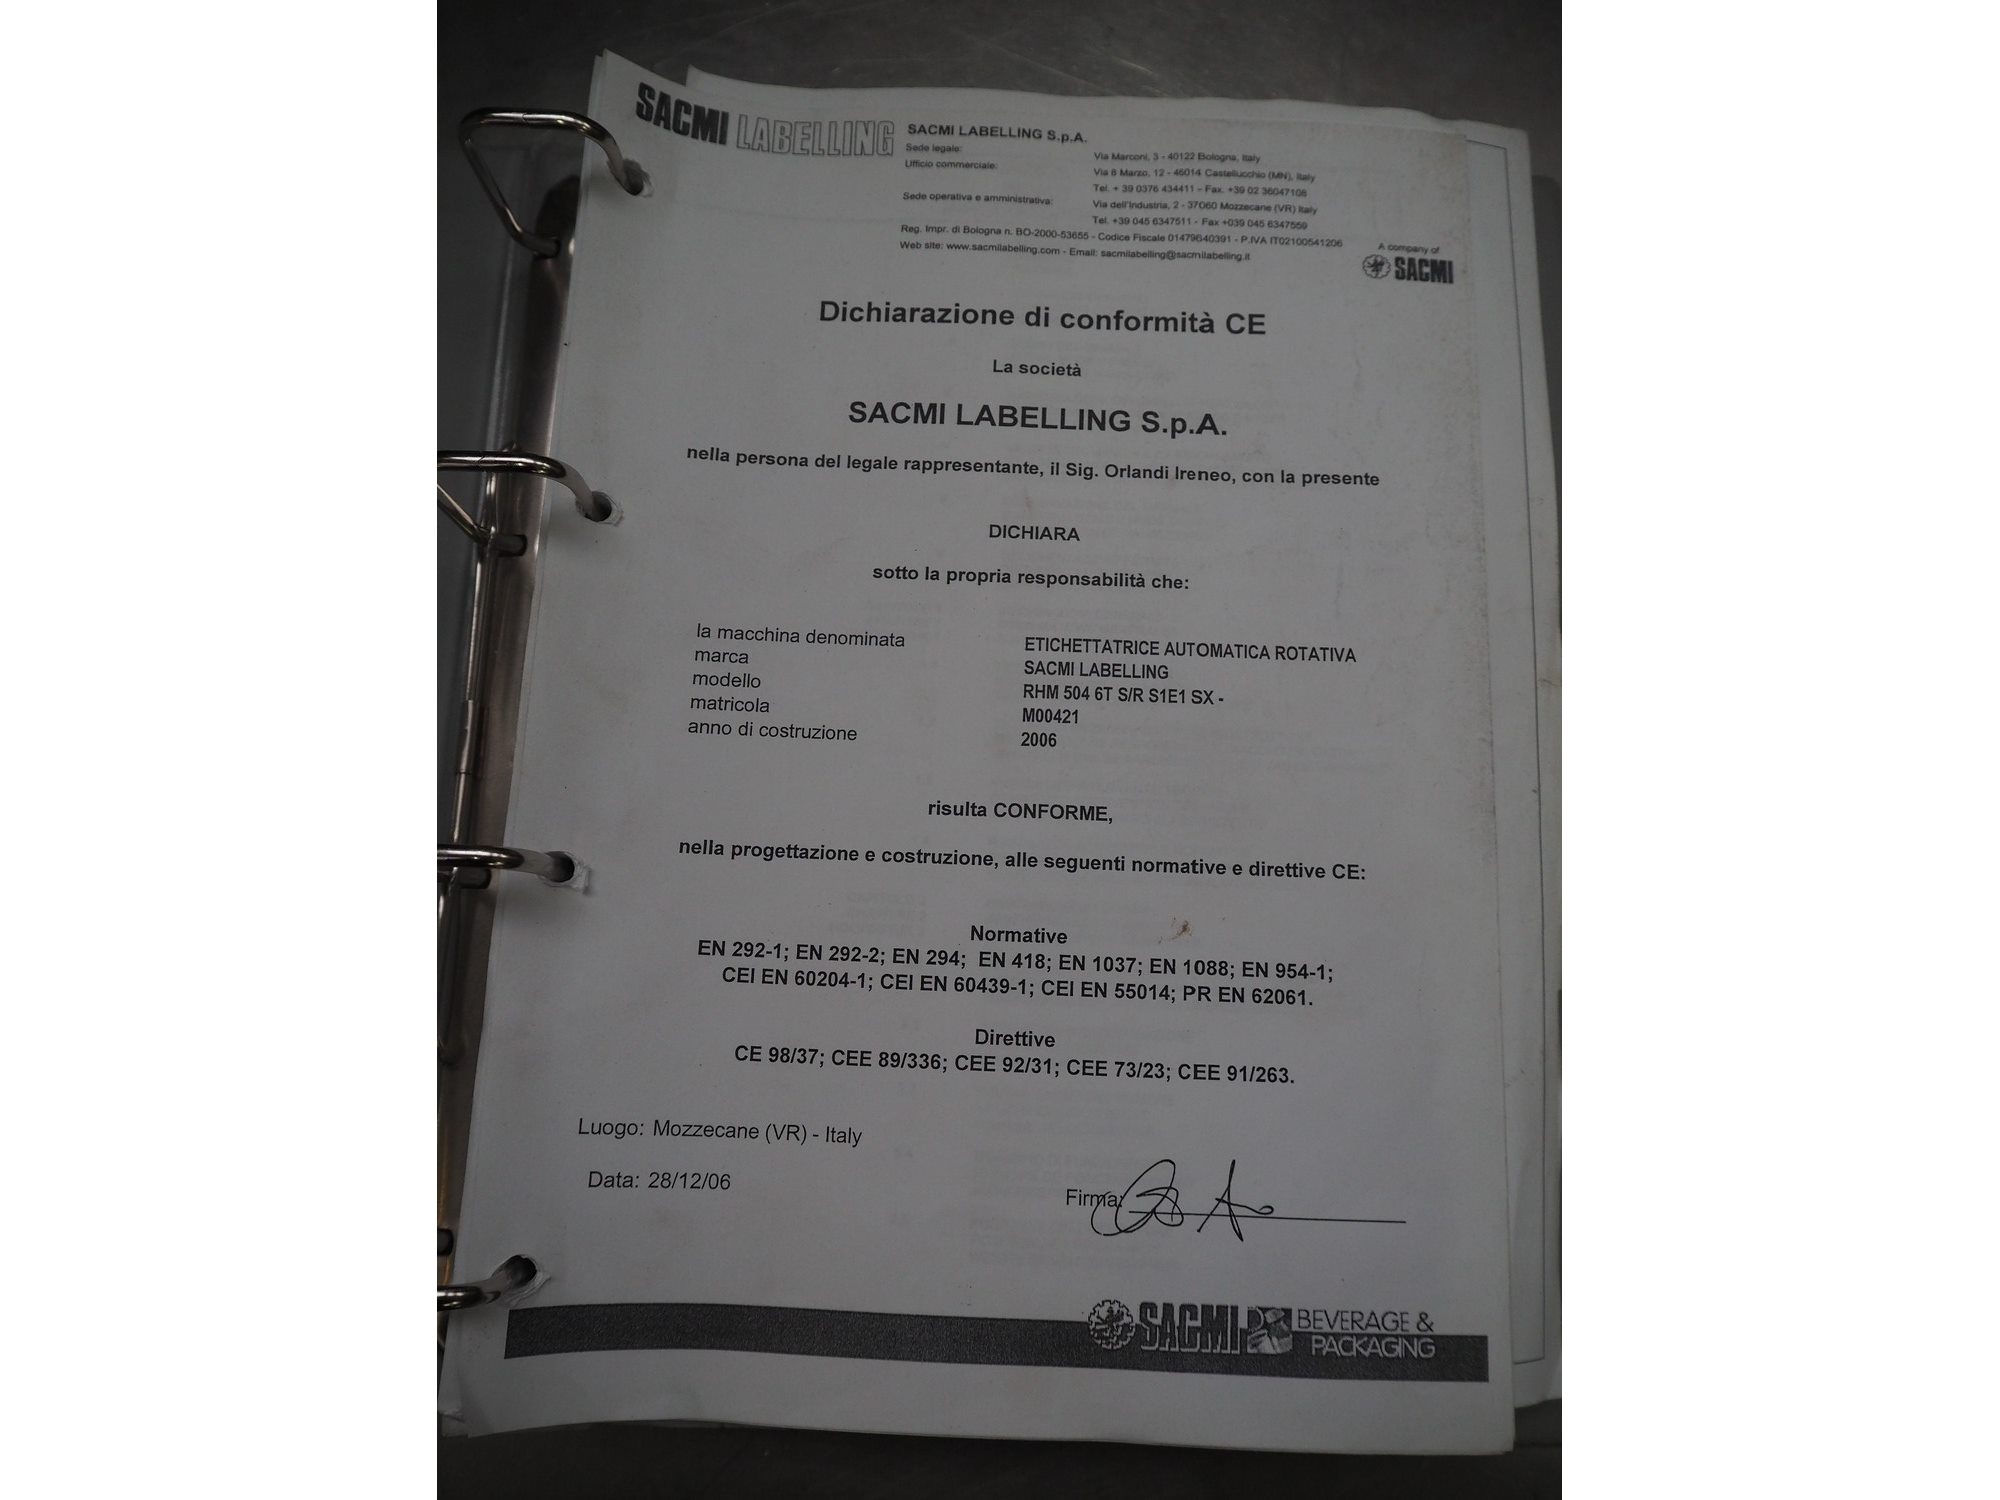 SACMI LABELLING
SACMI LABELLING S.p.A.
Sede legale: Via Marconi, 3 - 40122 Bologna, Italy
Ufficio commerciale: Via 8 Marzo, 12 - 46014 Castellucchio (MN), Italy
Tel. + 39 0376 434411 - Fax. +39 02 36047108
Sede operativa e amministrativa: Via dell'Industria, 2 - 37060 Mozzecane (VR) Italy
Tel. +39 045 6347511 - Fax +039 045 6347559
Reg. Impr. di Bologna n. BO-2000-53655 - Codice Fiscale 01479640391 - P.IVA IT02100541206
Web site: www.sacmilabelling.com - Email: sacmilabelling@sacmilabelling.it
A company of
SACMI
Dichiarazione di conformità CE
La società
SACMI LABELLING S.p.A.
nella persona del legale rappresentante, il Sig. Orlandi Ireneo, con la presente
DICHIARA
sotto la propria responsabilità che:
la macchina denominata ETICHETTATRICE AUTOMATICA ROTATIVA
marca SACMI LABELLING
modello RHM 504 6T S/R S1E1 SX -
matricola M00421
anno di costruzione 2006
risulta CONFORME,
nella progettazione e costruzione, alle seguenti normative e direttive CE:
Normative
EN 292-1; EN 292-2; EN 294; EN 418; EN 1037; EN 1088; EN 954-1;
CEI EN 60204-1; CEI EN 60439-1; CEI EN 55014; PR EN 62061.
Direttive
CE 98/37; CEE 89/336; CEE 92/31; CEE 73/23; CEE 91/263.
Luogo: Mozzecane (VR) - Italy
Data: 28/12/06
Firma:
SACMI BEVERAGE &
PACKAGING